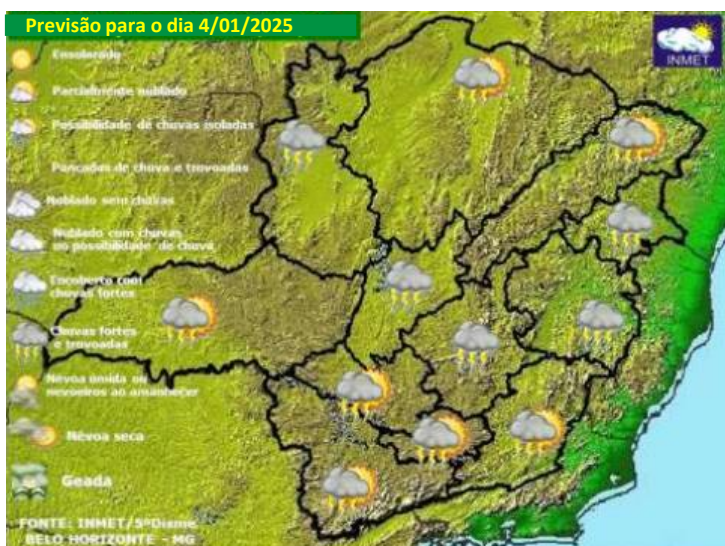 Previsão para o dia 4/01/2025
INMET
Ensolarado
Parcialmente nublado
Possibilidade de chuvas isoladas
Pancadas de chuva e trovoadas
Nublado sem chuvas
Nublado com chuvas
ou possibilidade de chuva
Encoberto com
chuvas fortes
Chuvas fortes
e trovoadas
Névoa úmida ou
nevoeiros ao amanhecer
Névoa seca
Geada
FONTE: INMET/5ºDisme
BELO HORIZONTE - MG